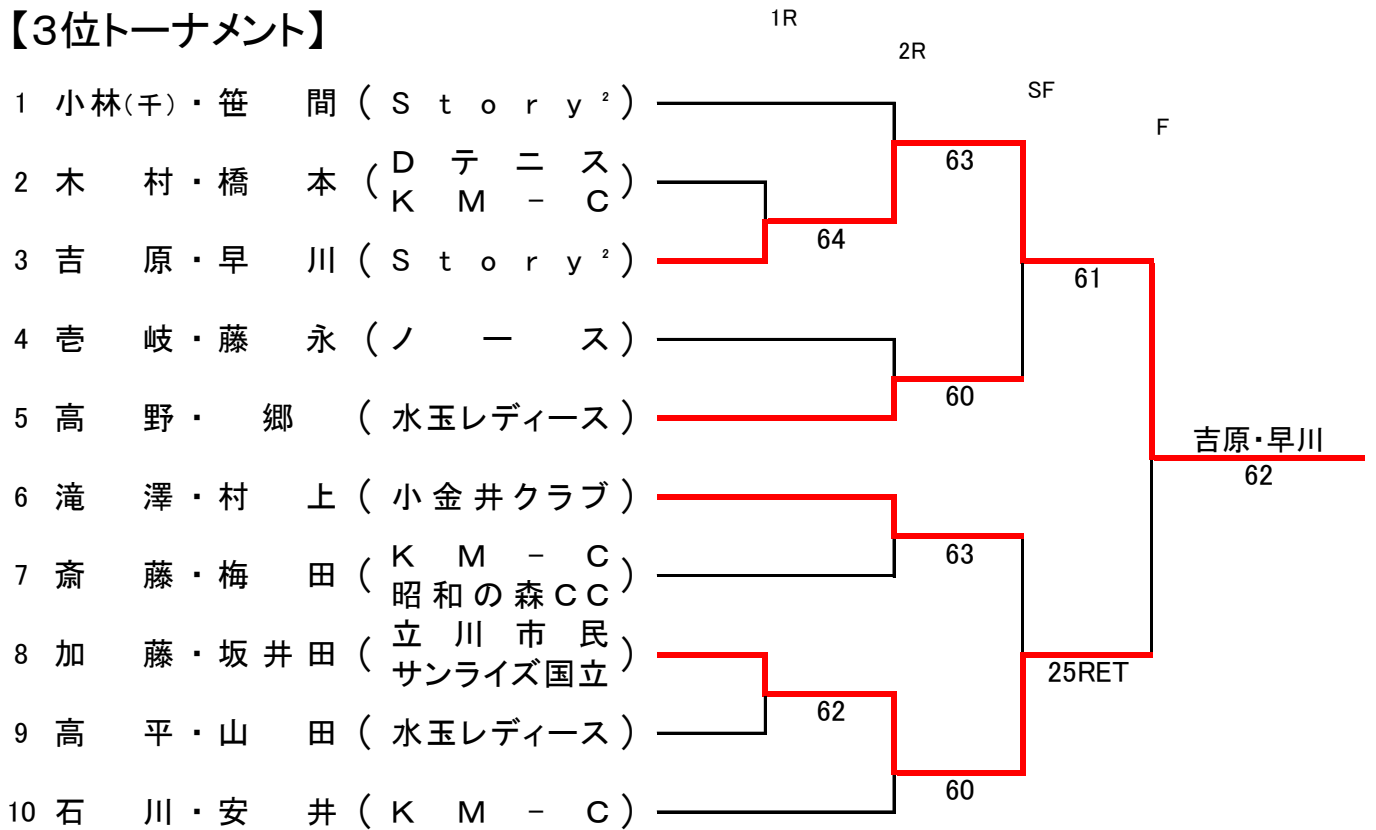 【３位トーナメント】
1R
2R
SF
F
1 小林(千)・笹間 (Story²)
2 木村・橋本 (Dテニス
KM-C)
3 吉原・早川 (Story²)
4 壱岐・藤永 (ノース)
5 高野・郷 (水玉レディース)
6 滝澤・村上 (小金井クラブ)
7 斎藤・梅田 (KM-C
昭和の森CC)
8 加藤・坂井田 (立川市民
サンライズ国立)
9 高平・山田 (水玉レディース)
10 石川・安井 (KM-C)
64
62
63
60
63
60
61
25RET
吉原・早川
62